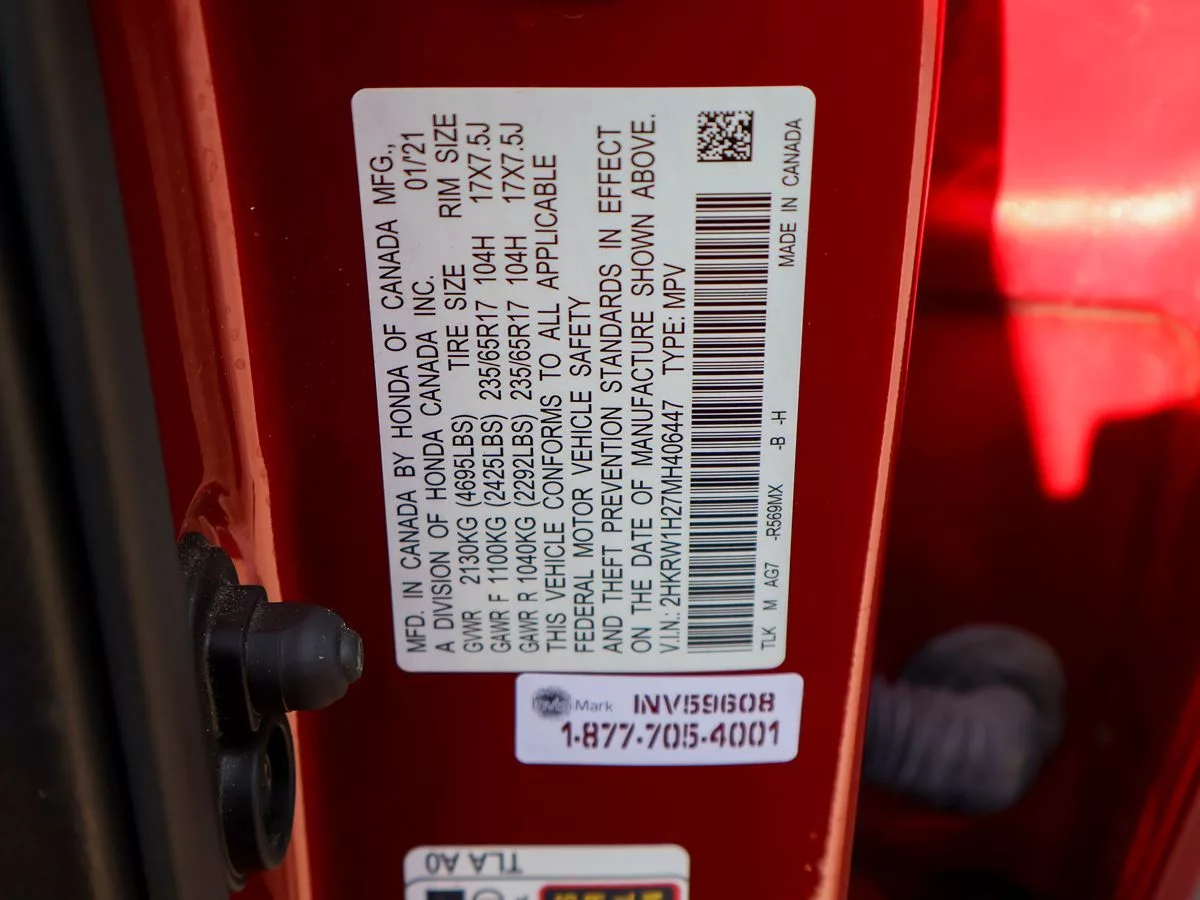 MFD. IN CANADA BY HONDA OF CANADA MFG.,
A DIVISION OF HONDA CANADA INC. 01/'21
GVWR 2130KG (4695LBS) TIRE SIZE RIM SIZE
GAWR F 1100KG (2425LBS) 235/65R17 104H 17X7.5J
GAWR R 1040KG (2292LBS) 235/65R17 104H 17X7.5J
THIS VEHICLE CONFORMS TO ALL APPLICABLE
FEDERAL MOTOR VEHICLE SAFETY
AND THEFT PREVENTION STANDARDS IN EFFECT
ON THE DATE OF MANUFACTURE SHOWN ABOVE.
V.I.N.: 2HKRW1H27MH406447 TYPE: MPV
TLK M AG7 -R569MX -B -H MADE IN CANADA
Mark INV59608
1-877-705-4001
TLA A0